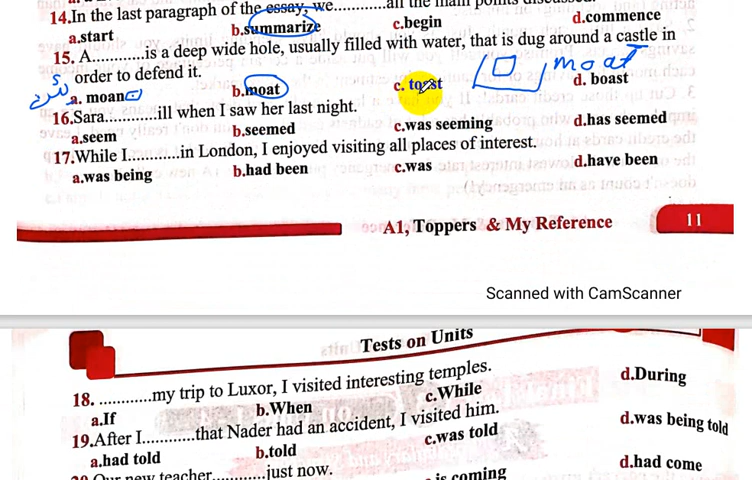 14.In the last paragraph of the essay, we............all the main points
a.start b.summarize c.begin d.commence
15. A............is a deep wide hole, usually filled with water, that is dug around a castle in
order to defend it.
moat
a. moan b.moat c. toast d. boast
16.Sara...........ill when I saw her last night.
a.seem b.seemed c.was seeming d.has seemed
17.While I...........in London, I enjoyed visiting all places of interest.
a.was being b.had been c.was d.have been
A1, Toppers & My Reference 11
Scanned with CamScanner
Tests on Units
18. ............my trip to Luxor, I visited interesting temples.
a.If b.When c.While d.During
19.After I............that Nader had an accident, I visited him.
a.had told b.told c.was told d.was being told
20.Our new teacher............just now.
is coming d.had come